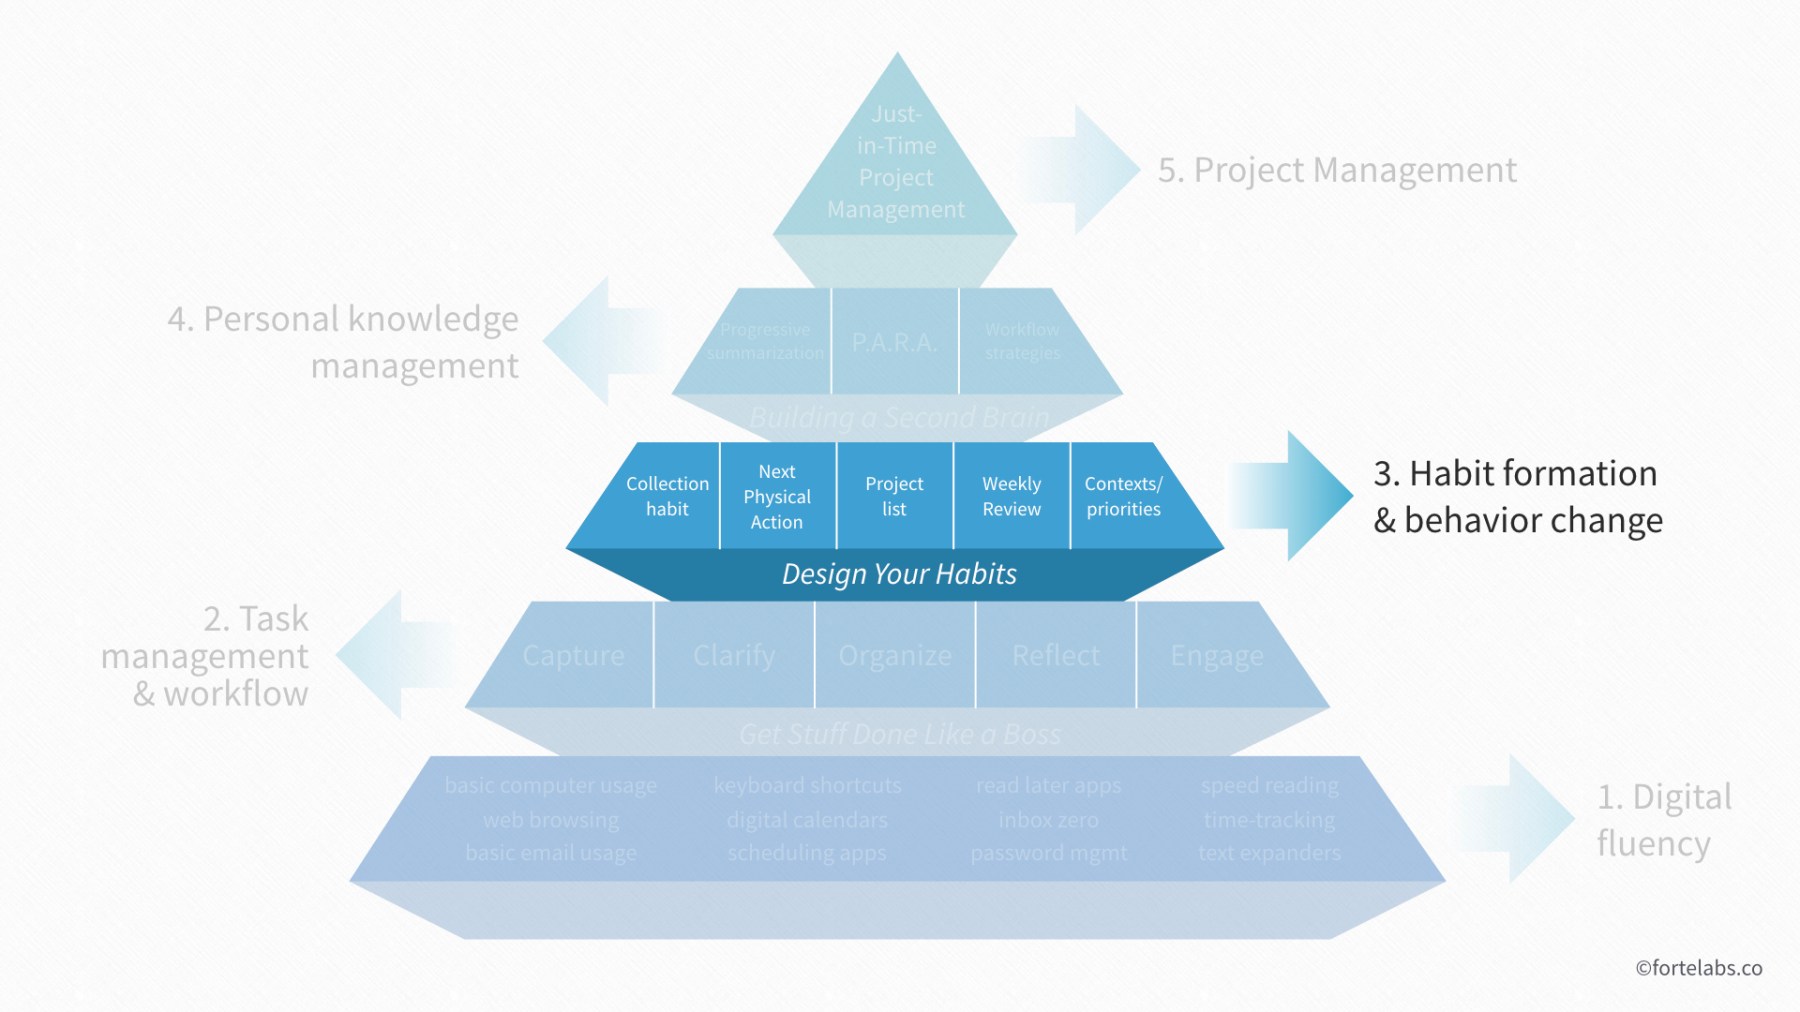 Just-
in-Time
Project
Management
5. Project Management
4. Personal knowledge
management
Progressive
summarization
P.A.R.A.
Workflow
strategies
Building a Second Brain
Collection
habit
Next
Physical
Action
Project
list
Weekly
Review
Contexts/
priorities
3. Habit formation
& behavior change
Design Your Habits
2. Task
management
& workflow
Capture
Clarify
Organize
Reflect
Engage
Get Stuff Done Like a Boss
basic computer usage
web browsing
basic email usage
keyboard shortcuts
digital calendars
scheduling apps
read later apps
inbox zero
password mgmt
speed reading
time-tracking
text expanders
1. Digital
fluency
©fortelabs.co